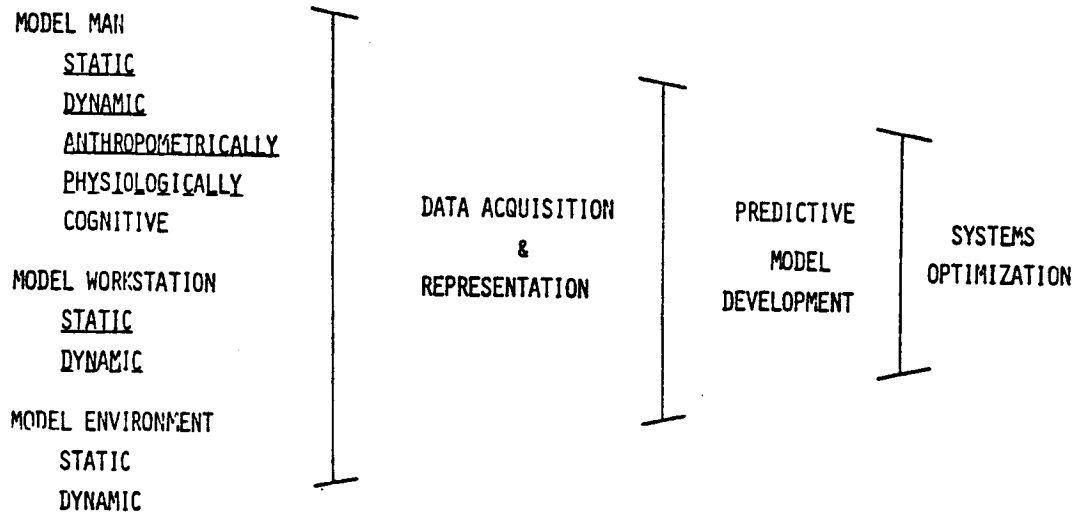 MODEL MAN
STATIC
DYNAMIC
ANTHROPOMETRICALLY
PHYSIOLOGICALLY
COGNITIVE
MODEL WORKSTATION
STATIC
DYNAMIC
MODEL ENVIRONMENT
STATIC
DYNAMIC
DATA ACQUISITION
&
REPRESENTATION
PREDICTIVE
MODEL
DEVELOPMENT
SYSTEMS
OPTIMIZATION